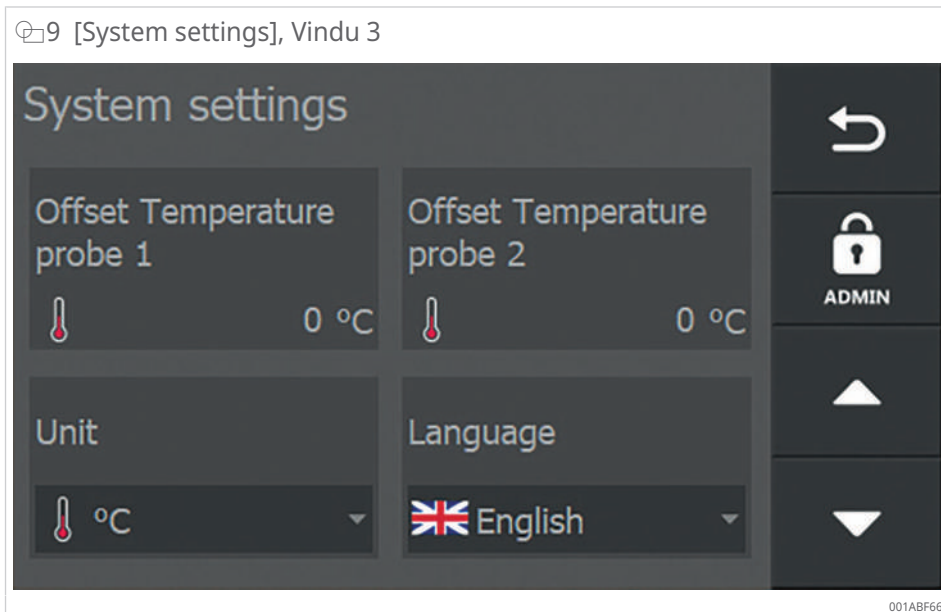 9 [System settings], Vindu 3
System settings
Offset Temperature
probe 1
0 °C
Offset Temperature
probe 2
0 °C
ADMIN
Unit
°C
Language
English
001ABF66